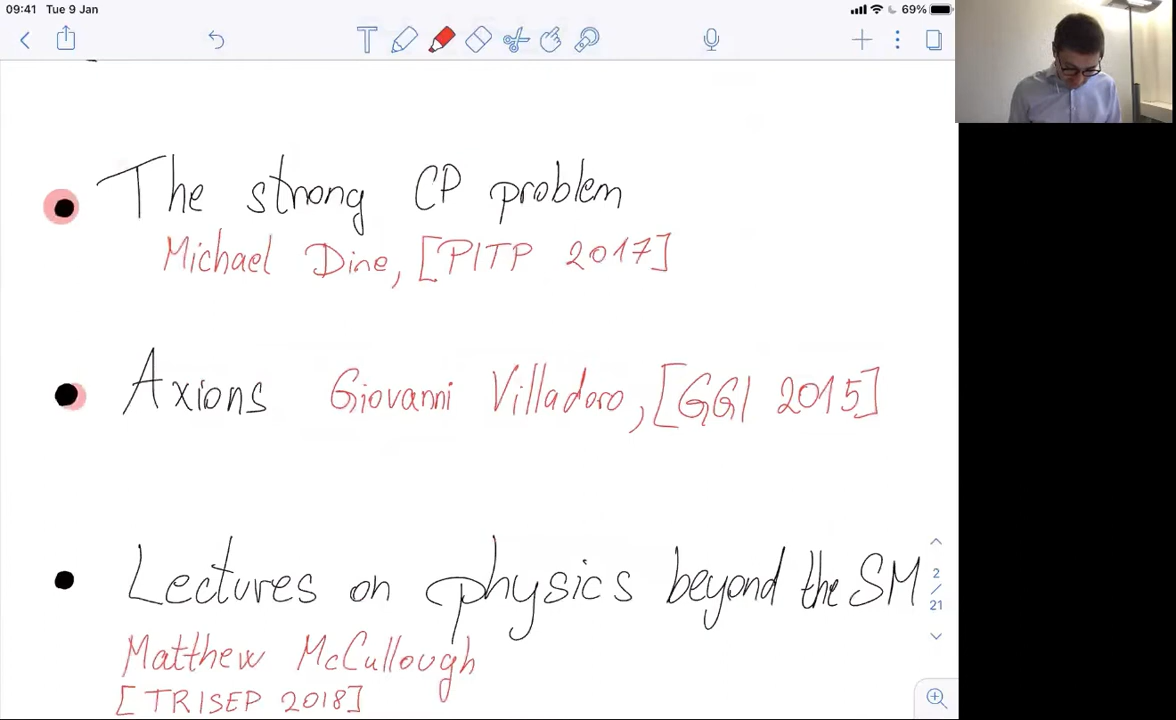 09:41 Tue 9 Jan 69%
The strong CP problem
Michael Dine, [PITP 2017]
Axions Giovanni Villadoro, [GGI 2015]
Lectures on physics beyond the SM
Matthew McCullough
[TRISEP 2018]
2
/
21